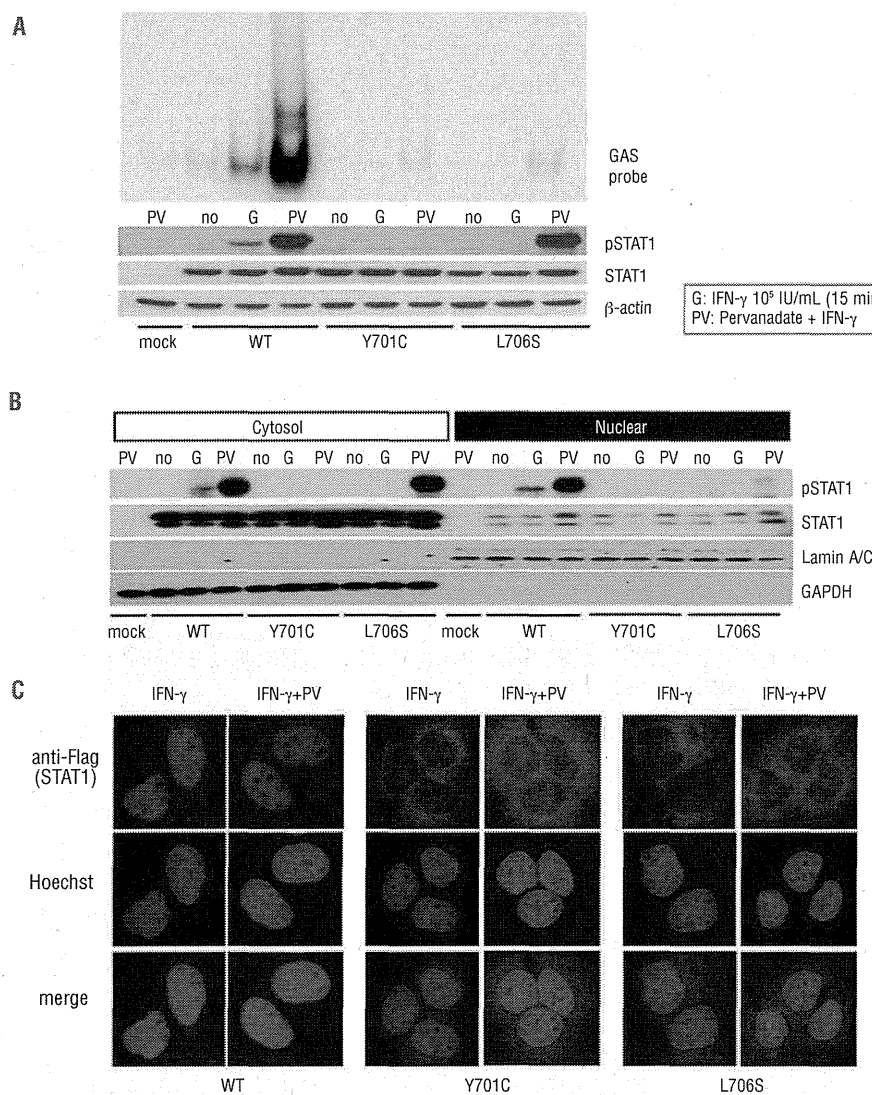 A
GAS
probe
PV no G PV no G PV no G PV
pSTAT1
STAT1
β-actin
mock WT Y701C L706S
G: IFN-γ 10⁵ IU/mL (15 min
PV: Pervanadate + IFN-γ
B
Cytosol Nuclear
PV no G PV no G PV no G PV PV no G PV no G PV no G PV
pSTAT1
STAT1
Lamin A/C
GAPDH
mock WT Y701C L706S mock WT Y701C L706S
C
IFN-γ IFN-γ+PV IFN-γ IFN-γ+PV IFN-γ IFN-γ+PV
anti-Flag
(STAT1)
Hoechst
merge
WT Y701C L706S